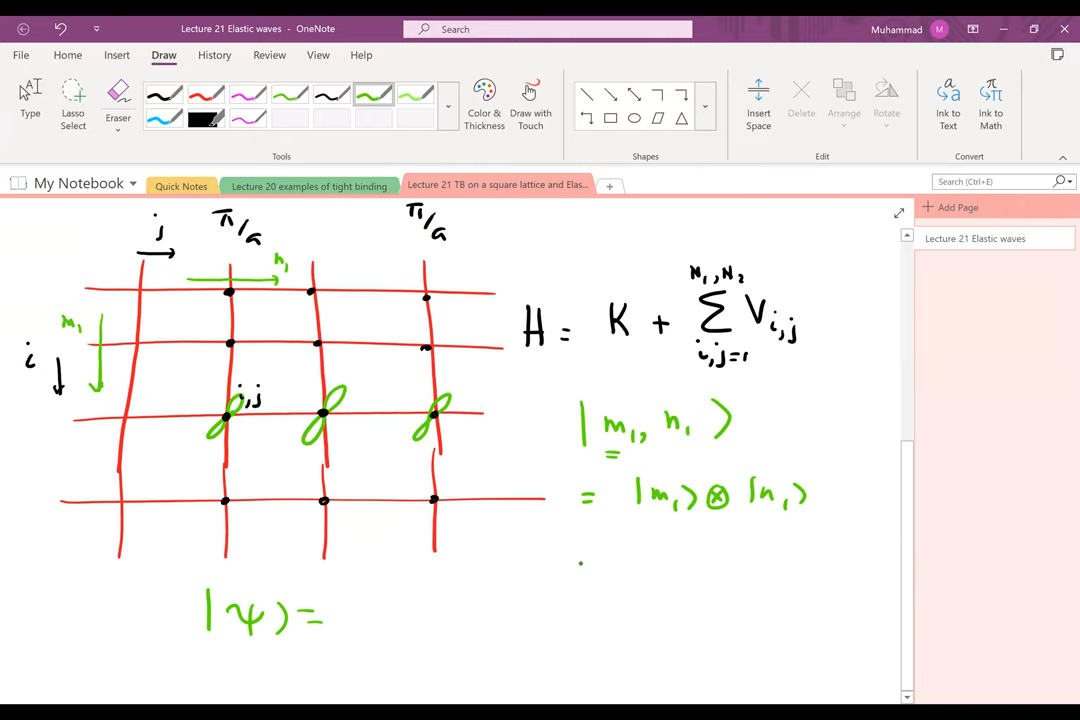 Lecture 21 Elastic waves - OneNote
Search
Muhammad
M
File Home Insert Draw History Review View Help
Type
Lasso Select
Eraser
Color & Thickness
Draw with Touch
Insert Space
Delete
Arrange
Rotate
Ink to Text
Ink to Math
Tools
Shapes
Edit
Convert
My Notebook
Quick Notes
Lecture 20 examples of tight binding
Lecture 21 TB on a square lattice and Elas...
Search (Ctrl+E)
Add Page
Lecture 21 Elastic waves
j
π/a
π/a
n₁
m₁
i
i,j
H = K + Σ V i,j
N₁, N₂
i,j=1
|m₁, n₁⟩
= |m₁⟩ ⊗ |n₁⟩
|ψ⟩ =